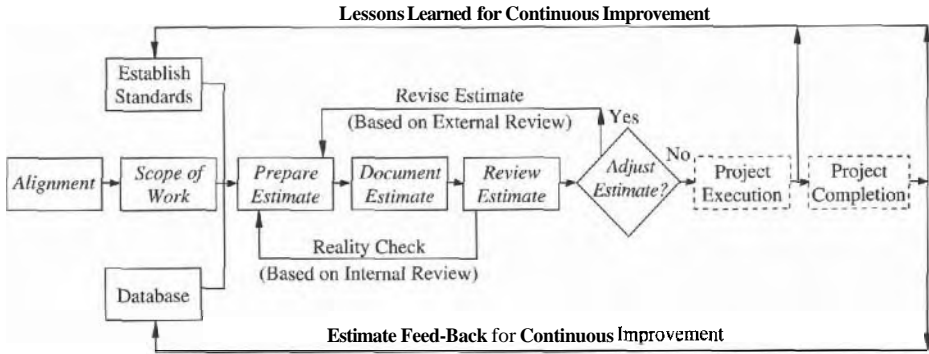 Lessons Learned for Continuous Improvement
Establish
Standards
Revise Estimate
(Based on External Review)
Yes
Alignment
Scope of
Work
Prepare
Estimate
Document
Estimate
Review
Estimate
Adjust
Estimate?
No
Project
Execution
Project
Completion
Reality Check
(Based on Internal Review)
Database
Estimate Feed-Back for Continuous Improvement